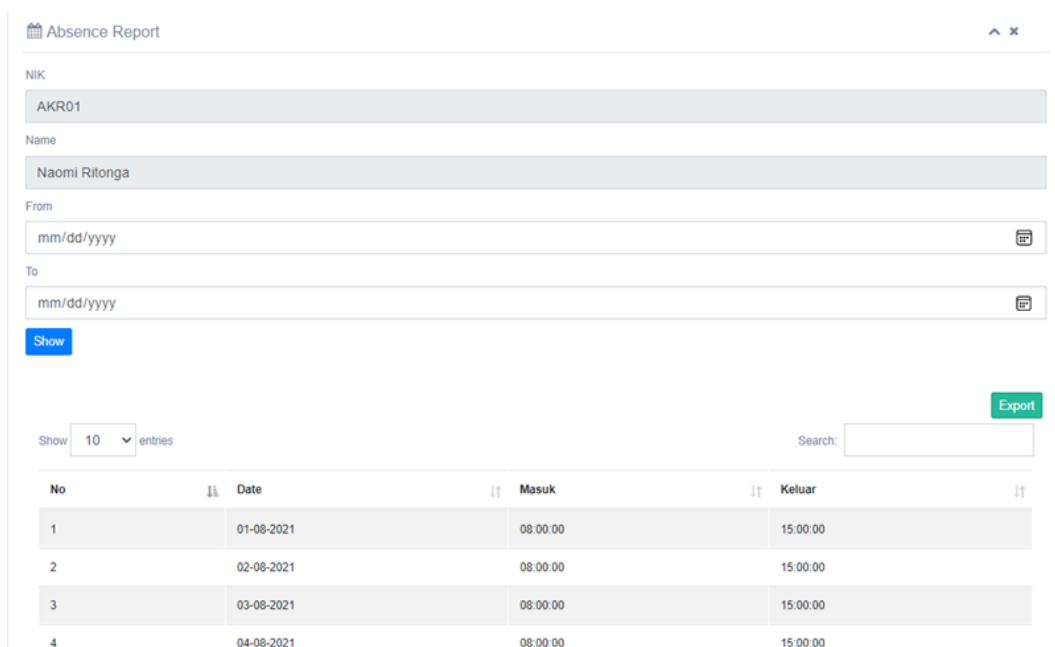 Absence Report
NIK
AKR01
Name
Naomi Ritonga
From
mm/dd/yyyy
To
mm/dd/yyyy
Show
Export
Show 10 entries Search:
No Date Masuk Keluar
1 01-08-2021 08:00:00 15:00:00
2 02-08-2021 08:00:00 15:00:00
3 03-08-2021 08:00:00 15:00:00
4 04-08-2021 08:00:00 15:00:00